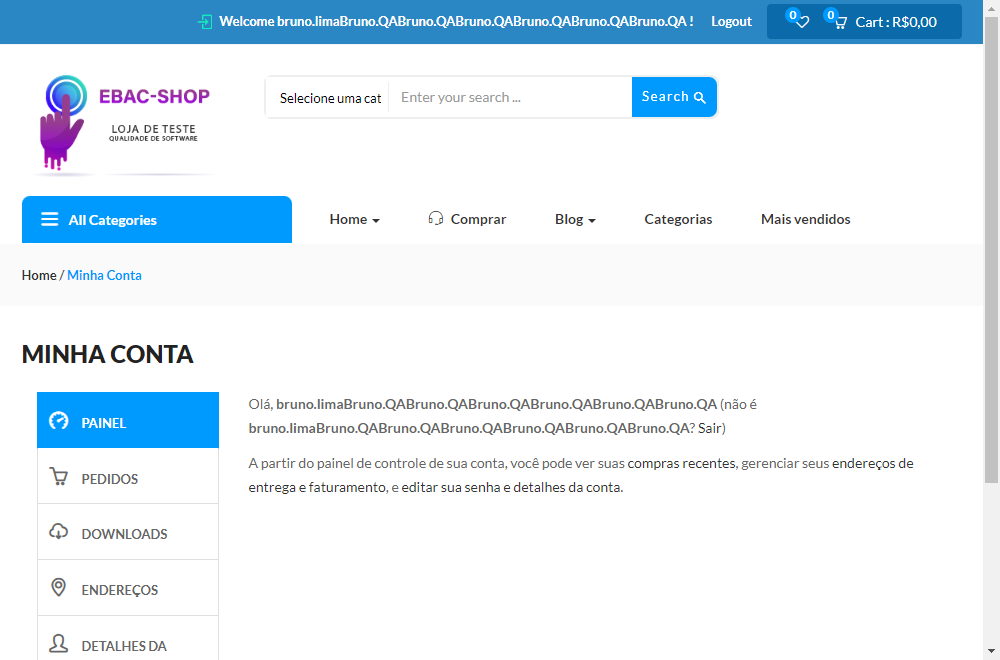 Welcome bruno.limaBruno.QABruno.QABruno.QABruno.QABruno.QABruno.QA !
Logout
0
0
Cart : R$0,00
EBAC-SHOP
LOJA DE TESTE
QUALIDADE DE SOFTWARE
Selecione uma cat
Enter your search ...
Search
All Categories
Home
Comprar
Blog
Categorias
Mais vendidos
Home / Minha Conta
MINHA CONTA
PAINEL
PEDIDOS
DOWNLOADS
ENDEREÇOS
DETALHES DA
Olá, bruno.limaBruno.QABruno.QABruno.QABruno.QABruno.QABruno.QA (não é
bruno.limaBruno.QABruno.QABruno.QABruno.QABruno.QABruno.QA? Sair)
A partir do painel de controle de sua conta, você pode ver suas compras recentes, gerenciar seus endereços de
entrega e faturamento, e editar sua senha e detalhes da conta.